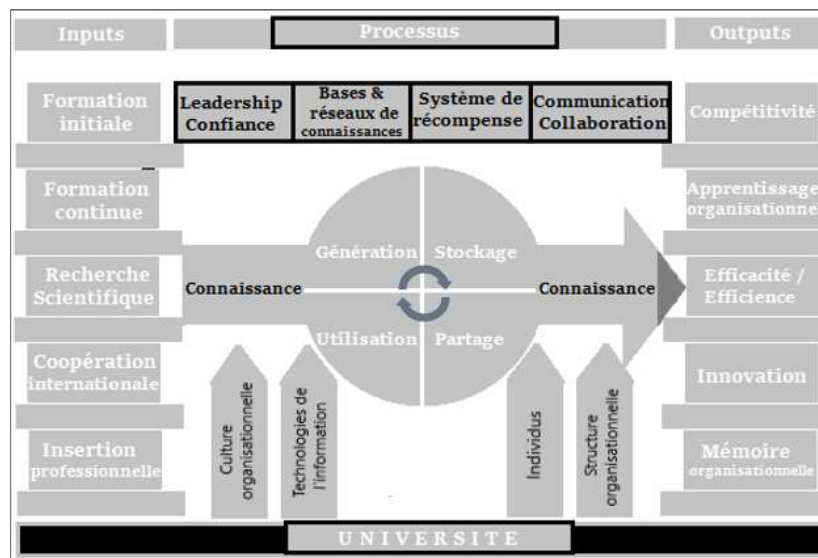 Inputs
Processus
Outputs
Formation
initiale
Leadership
Confiance
Bases &
réseaux de
connaissances
Système de
récompense
Communication
Collaboration
Compétitivité
Formation
continue
Apprentissage
organisationne
Génération
Stockage
Recherche
Scientifique
Connaissance
Connaissance
Efficacité /
Efficience
Utilisation
Partage
Coopération
internationale
Innovation
Culture
organisationnelle
Technologies de
l'information
Individus
Structure
organisationnelle
Insertion
professionnelle
Mémoire
organisationnelle
UNIVERSITE